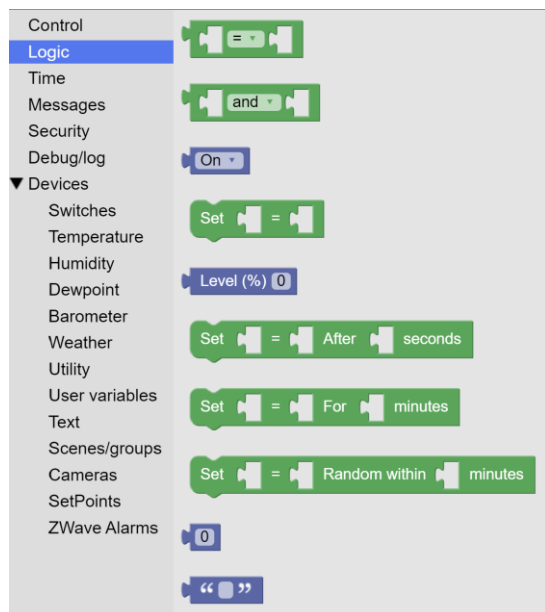 Control
Logic
Time
Messages
Security
Debug/log
Devices
Switches
Temperature
Humidity
Dewpoint
Barometer
Weather
Utility
User variables
Text
Scenes/groups
Cameras
SetPoints
ZWave Alarms
=
and
On
Set =
Level (%) 0
Set = After seconds
Set = For minutes
Set = Random within minutes
0
“ ”